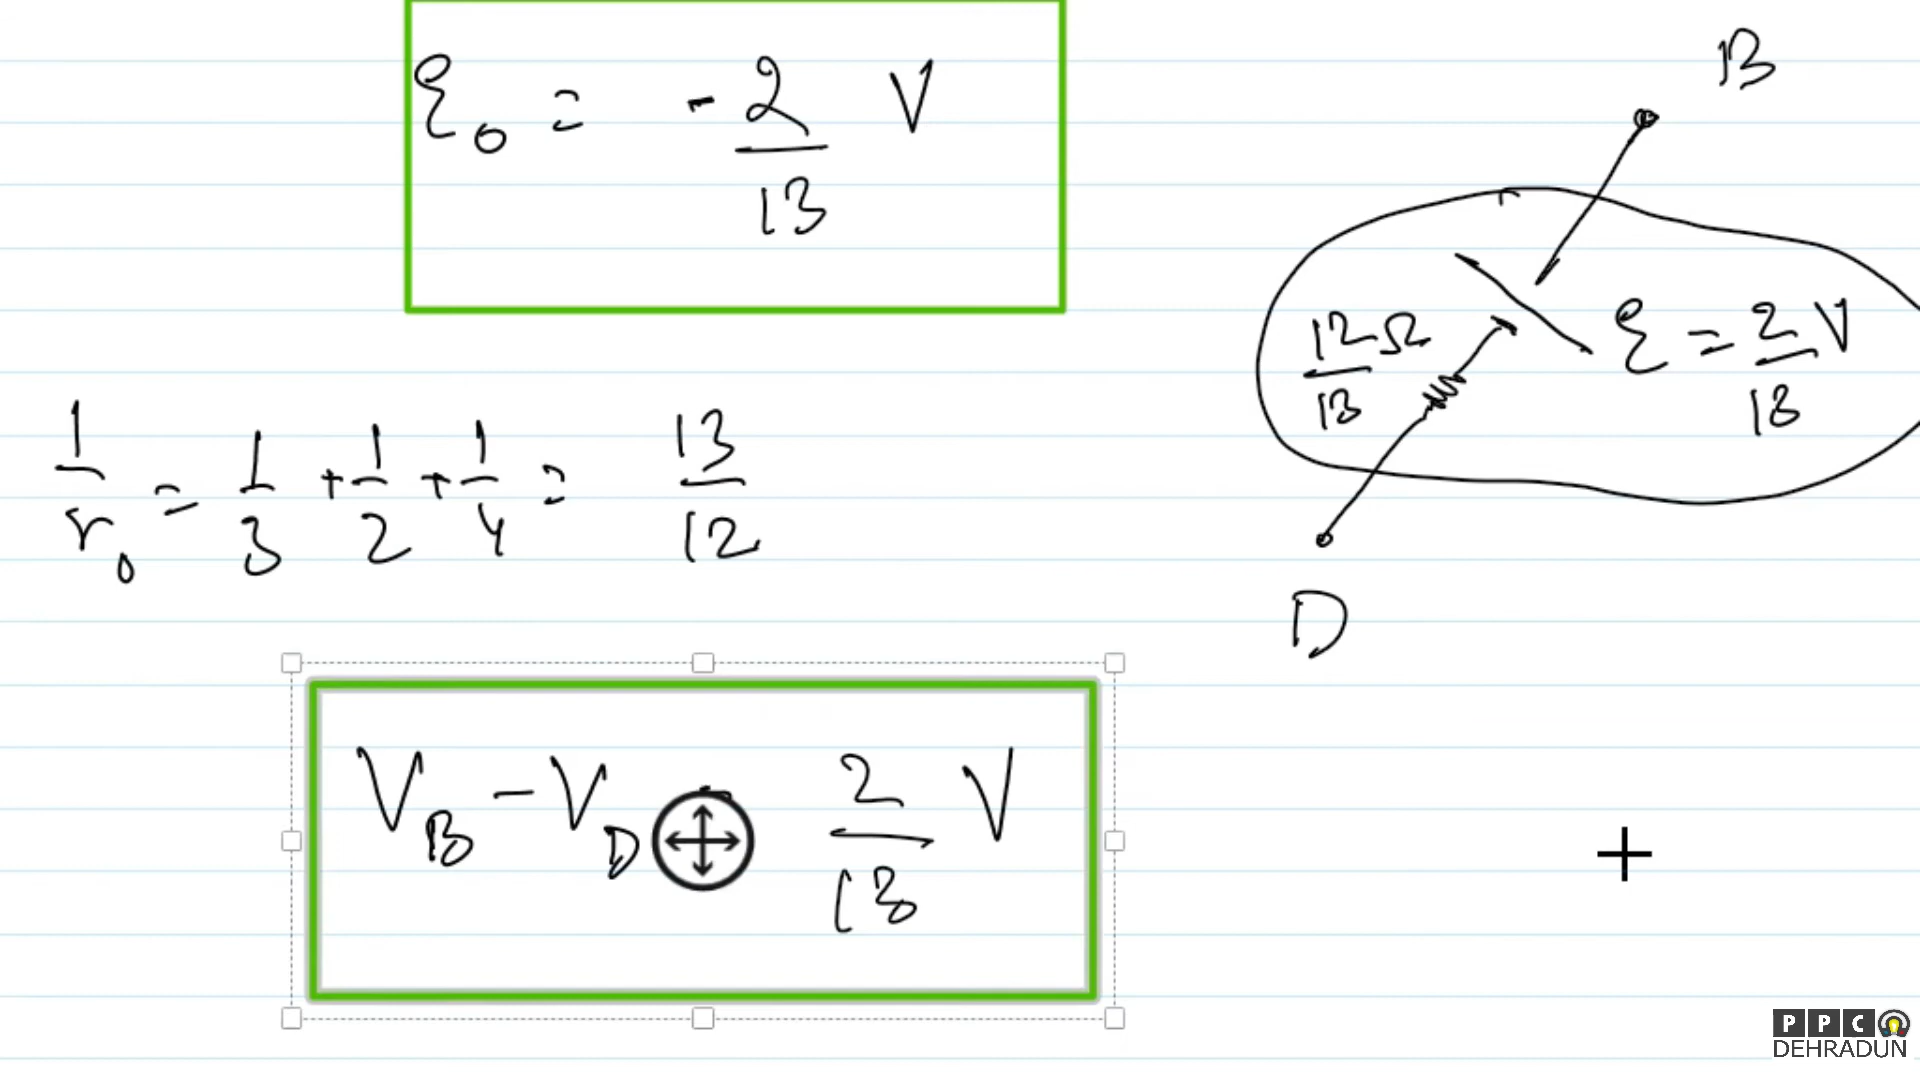 ε₀ = -2/13 V
B
12/13 Ω
ε = 2/13 V
1/r₀ = 1/3 + 1/2 + 1/4 = 13/12
D
V_B - V_D = 2/13 V
PPC
DEHRADUN